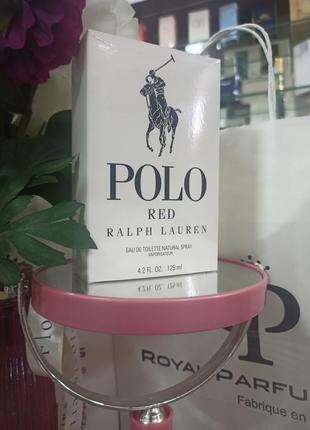 POLO
RED
RALPH LAUREN
EAU DE TOILETTE NATURAL SPRAY
VAPORISATEUR
4.2 FL. OZ. 125 ml
P
ROYAL PARFU
Fabrique en